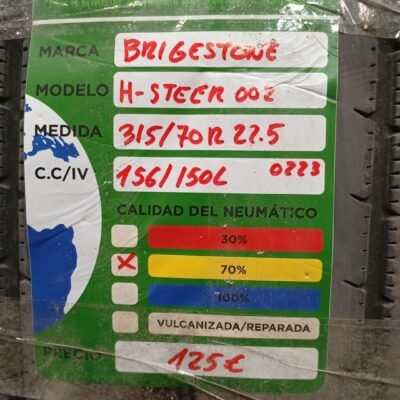 MARCA BRIGESTONE
MODELO H-STEER 002
MEDIDA 315/70R 22.5
C.C/IV 156/150L 0223
CALIDAD DEL NEUMÁTICO
30%
X 70%
100%
VULCANIZADA/REPARADA
PRECIO 125€